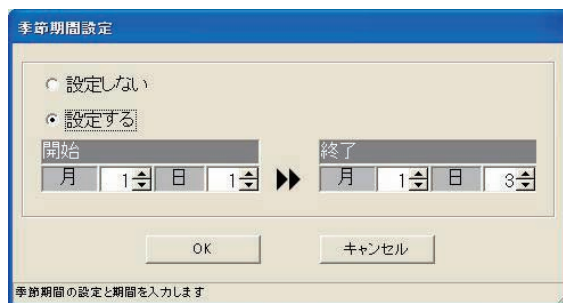 季節期間設定
設定しない
設定する
開始 終了
月 1 日 1 月 1 日 3
OK キャンセル
季節期間の設定と期間を入力します